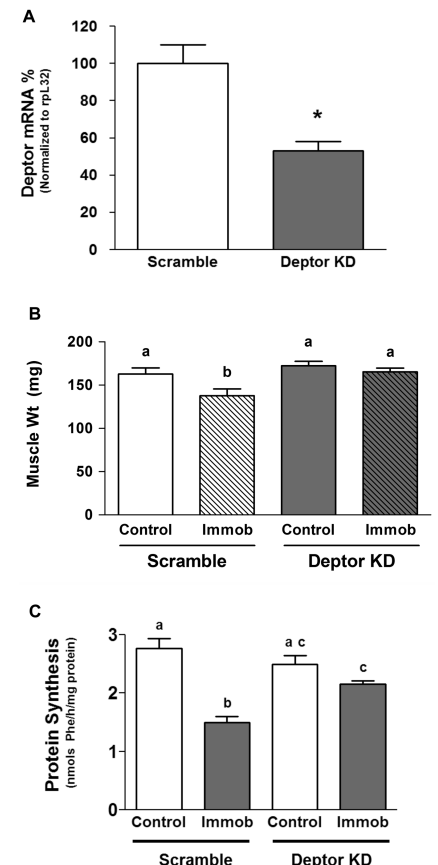 A
Deptor mRNA %
(Normalized to rpL32)
120
100
80
60
40
20
0
*
Scramble Deptor KD
B
Muscle Wt (mg)
200
150
100
50
0
a b a a
Control Immob Control Immob
Scramble Deptor KD
C
Protein Synthesis
(nmols Phe/h/mg protein)
3
2
1
0
a b a c c
Control Immob Control Immob
Scramble Deptor KD